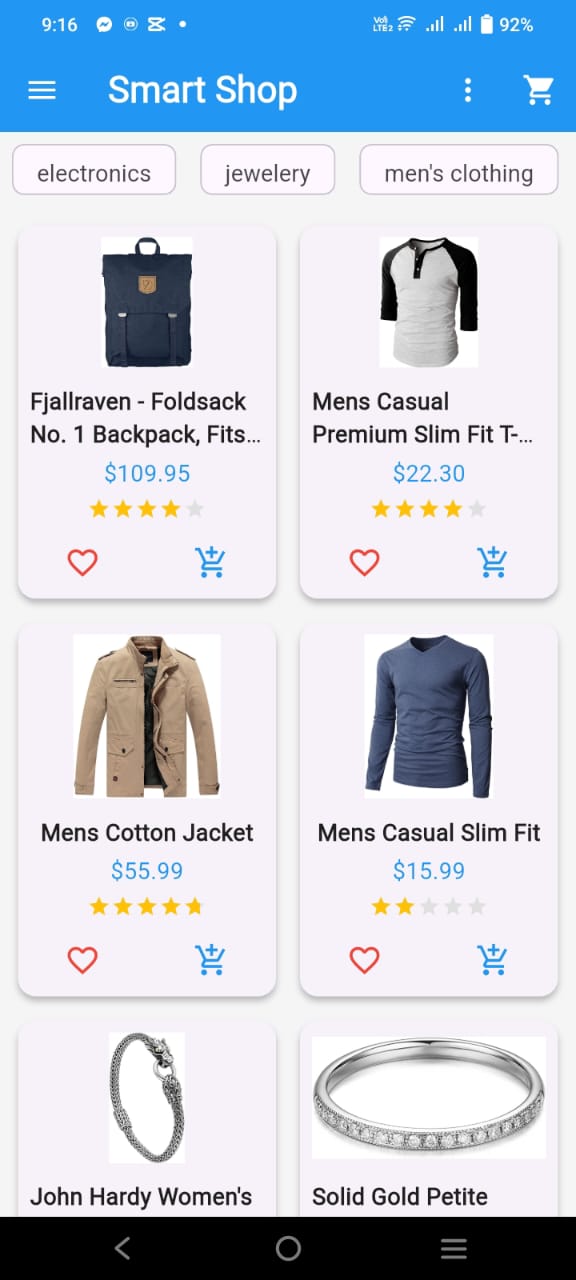 9:16
Vo)
LTE2
92%
Smart Shop
electronics
jewelery
men's clothing
Fjallraven - Foldsack
No. 1 Backpack, Fits...
$109.95
Mens Casual
Premium Slim Fit T-...
$22.30
Mens Cotton Jacket
$55.99
Mens Casual Slim Fit
$15.99
John Hardy Women's
Solid Gold Petite